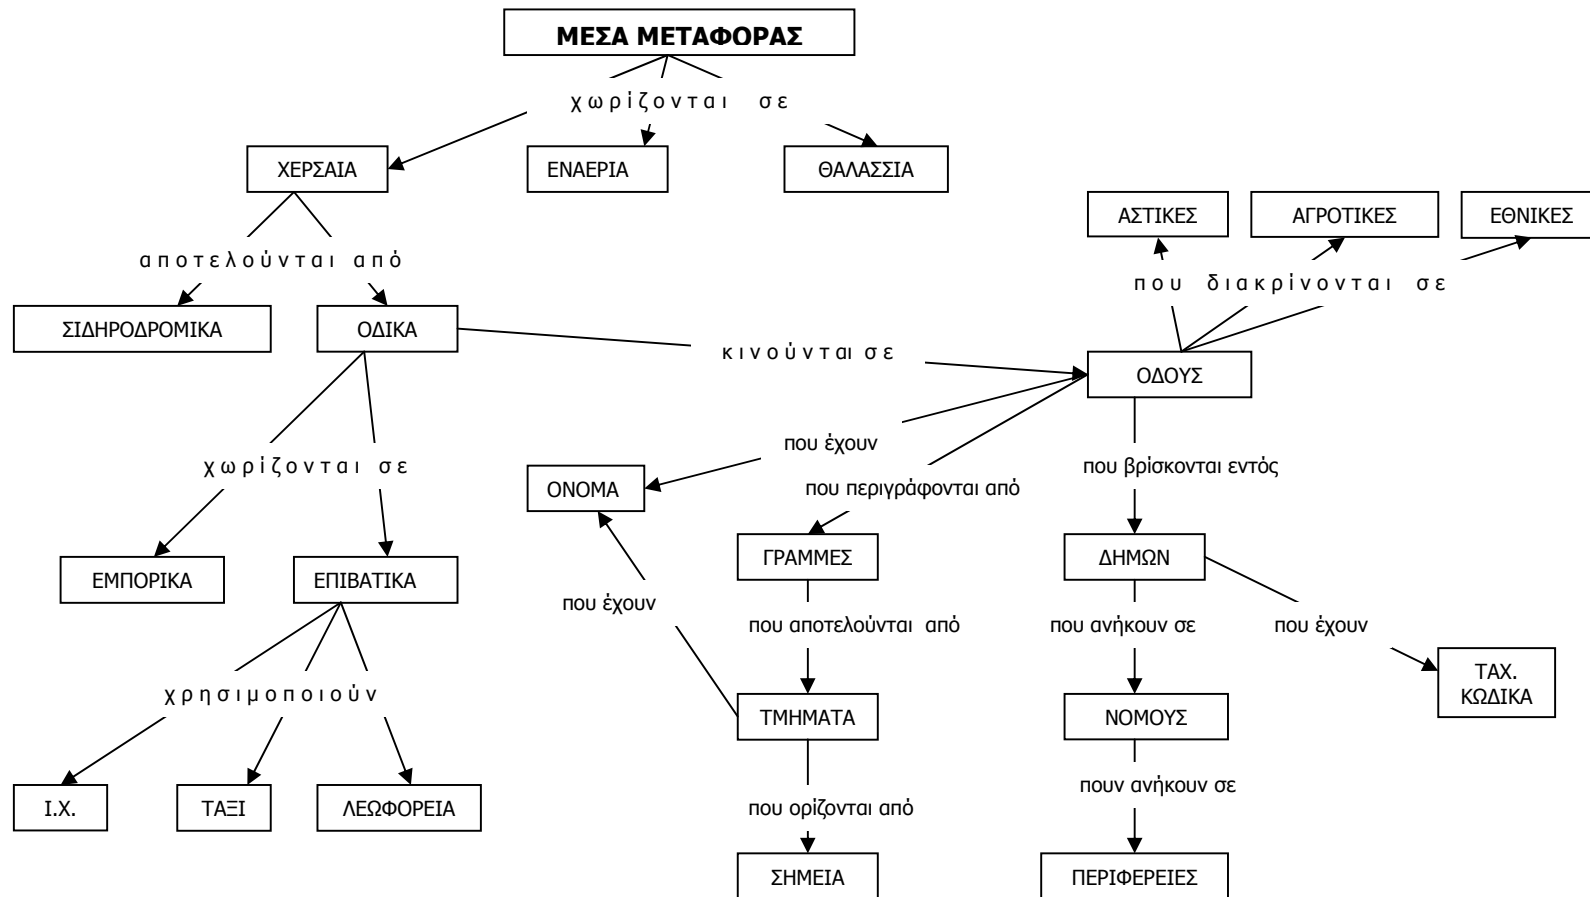 ΜΕΣΑ ΜΕΤΑΦΟΡΑΣ
χωρίζονται σε
ΧΕΡΣΑΙΑ
ΕΝΑΕΡΙΑ
ΘΑΛΑΣΣΙΑ
ΑΣΤΙΚΕΣ
ΑΓΡΟΤΙΚΕΣ
ΕΘΝΙΚΕΣ
αποτελούνται από
που διακρίνονται σε
ΣΙΔΗΡΟΔΡΟΜΙΚΑ
ΟΔΙΚΑ
κινούνται σε
ΟΔΟΥΣ
που έχουν
χωρίζονται σε
που βρίσκονται εντός
ΟΝΟΜΑ
που περιγράφονται από
ΕΜΠΟΡΙΚΑ
ΕΠΙΒΑΤΙΚΑ
ΓΡΑΜΜΕΣ
ΔΗΜΩΝ
που έχουν
που αποτελούνται από
που ανήκουν σε
που έχουν
χρησιμοποιούν
ΤΜΗΜΑΤΑ
ΝΟΜΟΥΣ
ΤΑΧ.
ΚΩΔΙΚΑ
Ι.Χ.
ΤΑΞΙ
ΛΕΩΦΟΡΕΙΑ
που ορίζονται από
πουν ανήκουν σε
ΣΗΜΕΙΑ
ΠΕΡΙΦΕΡΕΙΕΣ